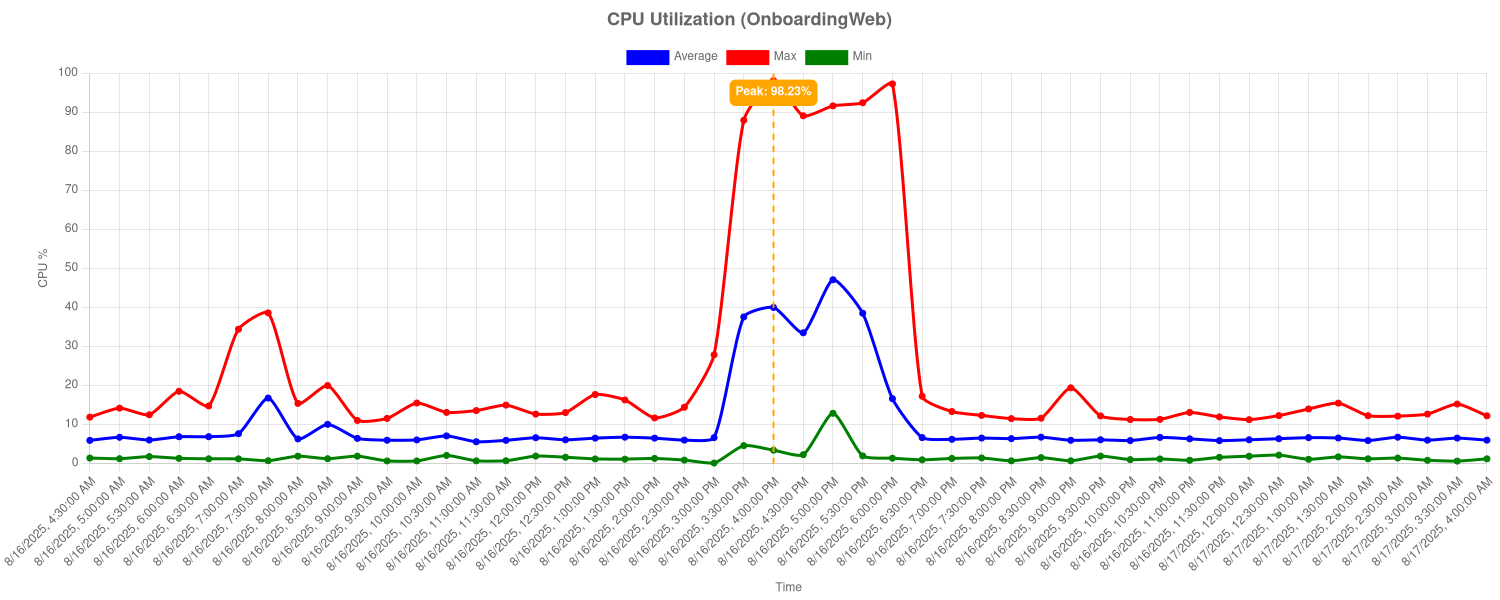 CPU Utilization (OnboardingWeb)
Average Max Min
Peak: 98.23%
CPU %
100
90
80
70
60
50
40
30
20
10
0
8/16/2025, 4:30:00 AM
8/16/2025, 5:00:00 AM
8/16/2025, 5:30:00 AM
8/16/2025, 6:00:00 AM
8/16/2025, 6:30:00 AM
8/16/2025, 7:00:00 AM
8/16/2025, 7:30:00 AM
8/16/2025, 8:00:00 AM
8/16/2025, 8:30:00 AM
8/16/2025, 9:00:00 AM
8/16/2025, 9:30:00 AM
8/16/2025, 10:00:00 AM
8/16/2025, 10:30:00 AM
8/16/2025, 11:00:00 AM
8/16/2025, 11:30:00 AM
8/16/2025, 12:00:00 PM
8/16/2025, 12:30:00 PM
8/16/2025, 1:00:00 PM
8/16/2025, 1:30:00 PM
8/16/2025, 2:00:00 PM
8/16/2025, 2:30:00 PM
8/16/2025, 3:00:00 PM
8/16/2025, 3:30:00 PM
8/16/2025, 4:00:00 PM
8/16/2025, 4:30:00 PM
8/16/2025, 5:00:00 PM
8/16/2025, 5:30:00 PM
8/16/2025, 6:00:00 PM
8/16/2025, 6:30:00 PM
8/16/2025, 7:00:00 PM
8/16/2025, 7:30:00 PM
8/16/2025, 8:00:00 PM
8/16/2025, 8:30:00 PM
8/16/2025, 9:00:00 PM
8/16/2025, 9:30:00 PM
8/16/2025, 10:00:00 PM
8/16/2025, 10:30:00 PM
8/16/2025, 11:00:00 PM
8/16/2025, 11:30:00 PM
8/17/2025, 12:00:00 AM
8/17/2025, 12:30:00 AM
8/17/2025, 1:00:00 AM
8/17/2025, 1:30:00 AM
8/17/2025, 2:00:00 AM
8/17/2025, 2:30:00 AM
8/17/2025, 3:00:00 AM
8/17/2025, 3:30:00 AM
8/17/2025, 4:00:00 AM
Time